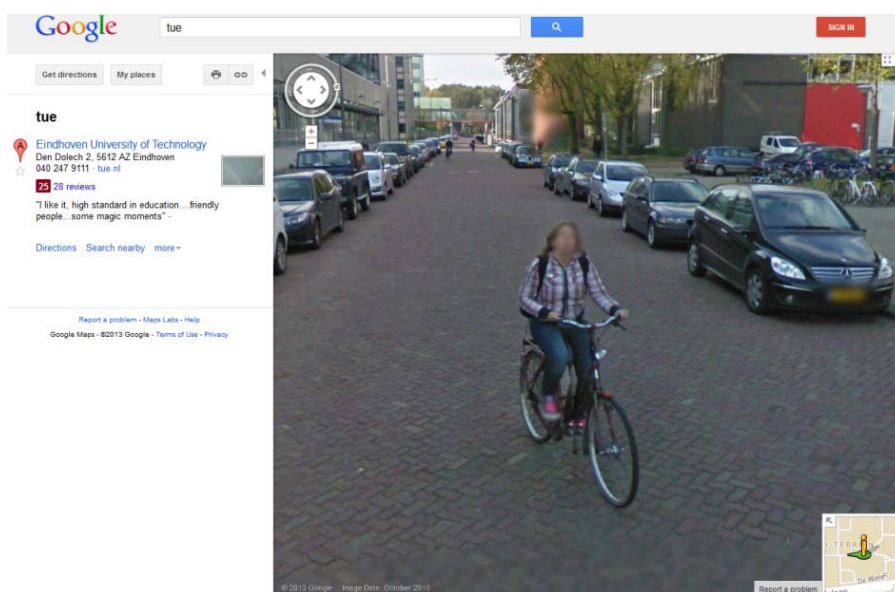 Google
tue
SIGN IN
Get directions
My places
tue
A
Eindhoven University of Technology
Den Dolech 2, 5612 AZ Eindhoven
040 247 9111 - tue.nl
25 28 reviews
"I like it, high standard in education....friendly
people...some magic moments" -
Directions Search nearby more
Report a problem - Maps Labs - Help
Google Maps - ©2013 Google - Terms of Use - Privacy
© 2013 Google Image Date: October 2010
Report a problem
De Wielen